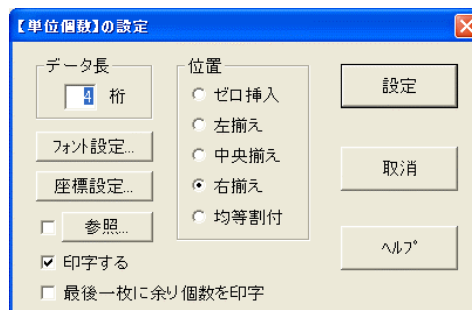 【単位個数】の設定
データ長
4 桁
フォント設定...
座標設定...
参照...
印字する
最後一枚に余り個数を印字
位置
ゼロ挿入
左揃え
中央揃え
右揃え
均等割付
設定
取消
ヘルプ